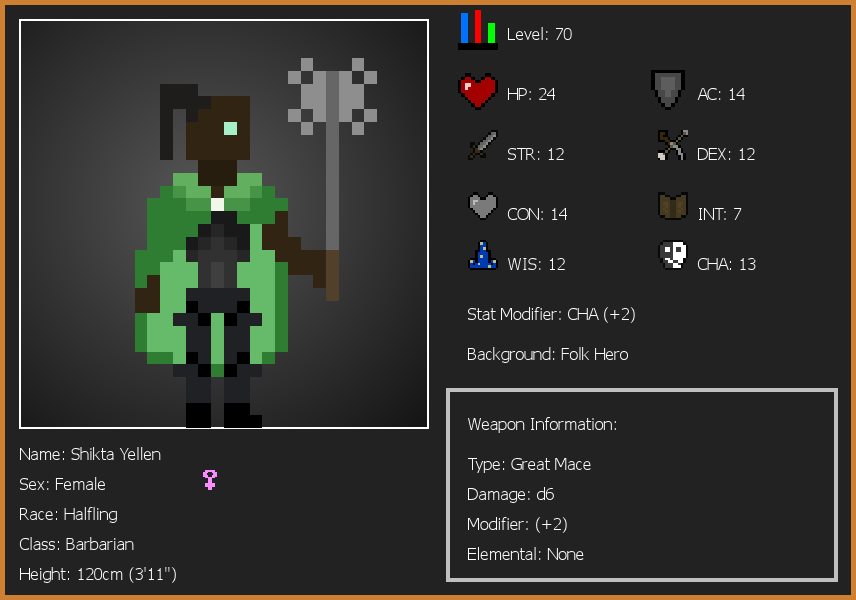 Level: 70
HP: 24
AC: 14
STR: 12
DEX: 12
CON: 14
INT: 7
WIS: 12
CHA: 13
Stat Modifier: CHA (+2)
Background: Folk Hero
Weapon Information:
Type: Great Mace
Damage: d6
Modifier: (+2)
Elemental: None
Name: Shikta Yellen
Sex: Female
Race: Halfling
Class: Barbarian
Height: 120cm (3'11")